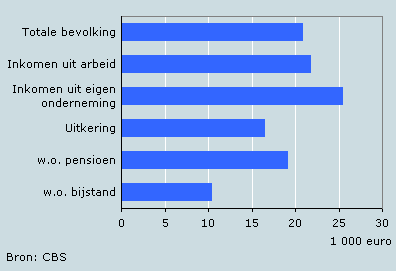 Totale bevolking
Inkomen uit arbeid
Inkomen uit eigen
onderneming
Uitkering
w.o. pensioen
w.o. bijstand
0 5 10 15 20 25 30
1 000 euro
Bron: CBS